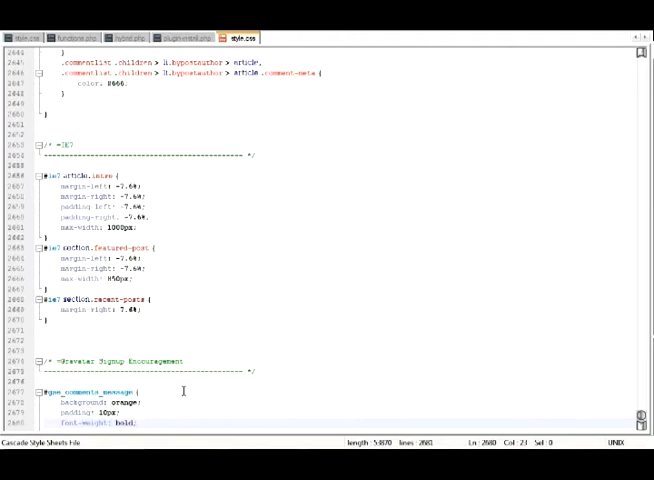 style.css functions.php hybrid.php style.css
2644 }
2645 .commentlist .children > li.bypostauthor > article,
2646 .commentlist .children > li.bypostauthor > article .comment-meta {
2647 color: #666;
2648 }
2649
2650 }
2651
2652
2653 /* =IE7
2654 ----------------------------------------------- */
2655
2656 #ie7 article.intro {
2657 margin-left: -7.6%;
2658 margin-right: -7.6%;
2659 padding-left: -7.6%;
2660 padding-right: -7.6%;
2661 max-width: 1000px;
2662 }
2663 #ie7 section.featured-post {
2664 margin-left: -7.6%;
2665 margin-right: -7.6%;
2666 max-width: 850px;
2667 }
2668 #ie7 section.recent-posts {
2669 margin-right: 7.6%;
2670 }
2671
2672
2673
2674 /* =Gravatar Signup Encouragement
2675 ----------------------------------------------- */
2676
2677 #gse_comments_message {
2678 background: orange;
2679 padding: 10px;
2680 font-weight: bold;
Cascade Style Sheets File length : 53870 lines : 2681 Ln : 2680 Col : 23 Sel : 0 UNIX